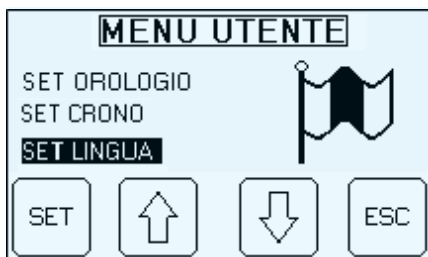 MENU UTENTE
SET OROLOGIO
SET CRONO
SET LINGUA
SET
ESC